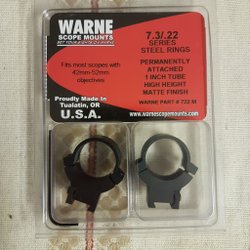 WARNE
SCOPE MOUNTS
7.3/.22
SERIES
STEEL RINGS
Fits most scopes with
42mm-52mm
objectives
PERMANENTLY
ATTACHED
1 INCH TUBE
HIGH HEIGHT
MATTE FINISH
WARNE PART # 722 M
Proudly Made In
Tualatin, OR
U.S.A.
www.warnescopemounts.com